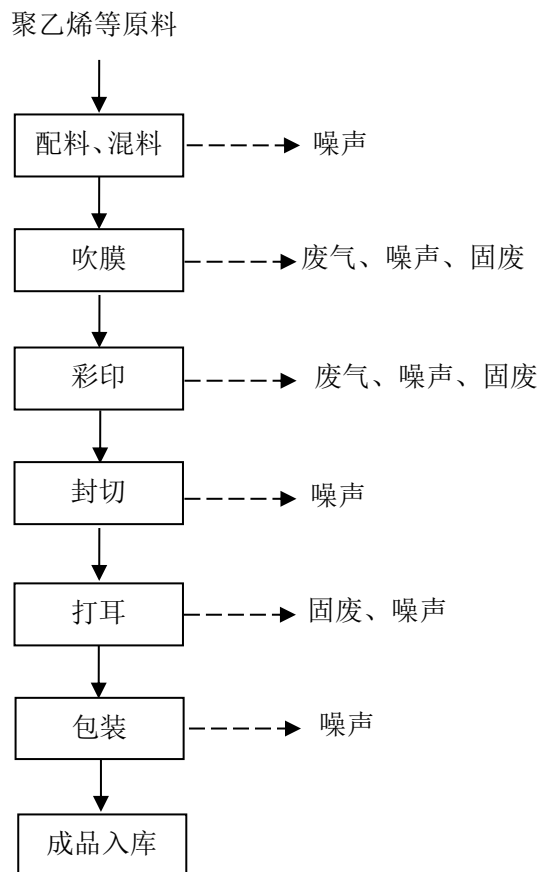 聚乙烯等原料
配料、混料
噪声
吹膜
废气、噪声、固废
彩印
废气、噪声、固废
封切
噪声
打耳
固废、噪声
包装
噪声
成品入库